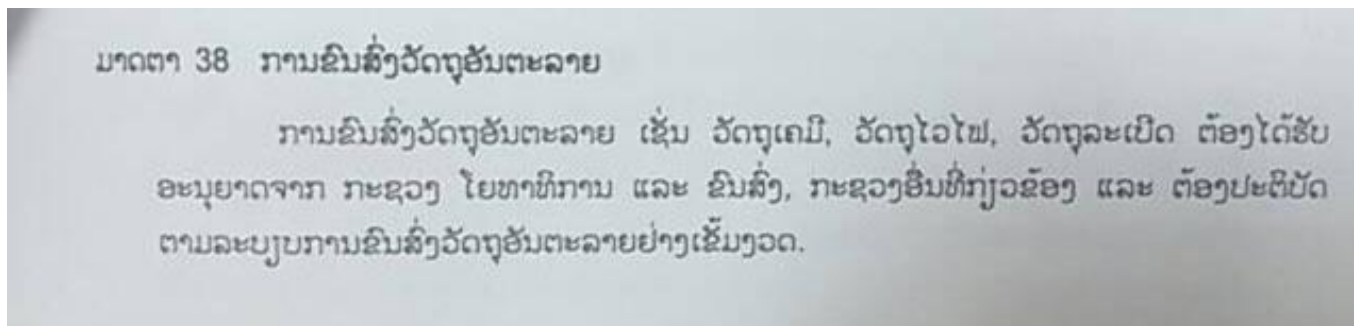 ມາດຕາ 38 ການຂົນສົ່ງວັດຖຸອັນຕະລາຍ
ການຂົນສົ່ງວັດຖຸອັນຕະລາຍ ເຊັ່ນ ວັດຖຸເຄມີ, ວັດຖຸໄວໄຟ, ວັດຖຸລະເບີດ ຕ້ອງໄດ້ຮັບ
ອະນຸຍາດຈາກ ກະຊວງ ໂຍທາທິການ ແລະ ຂົນສົ່ງ, ກະຊວງອື່ນທີ່ກ່ຽວຂ້ອງ ແລະ ຕ້ອງປະຕິບັດ
ຕາມລະບຽບການຂົນສົ່ງວັດຖຸອັນຕະລາຍຢ່າງເຂັ້ມງວດ.